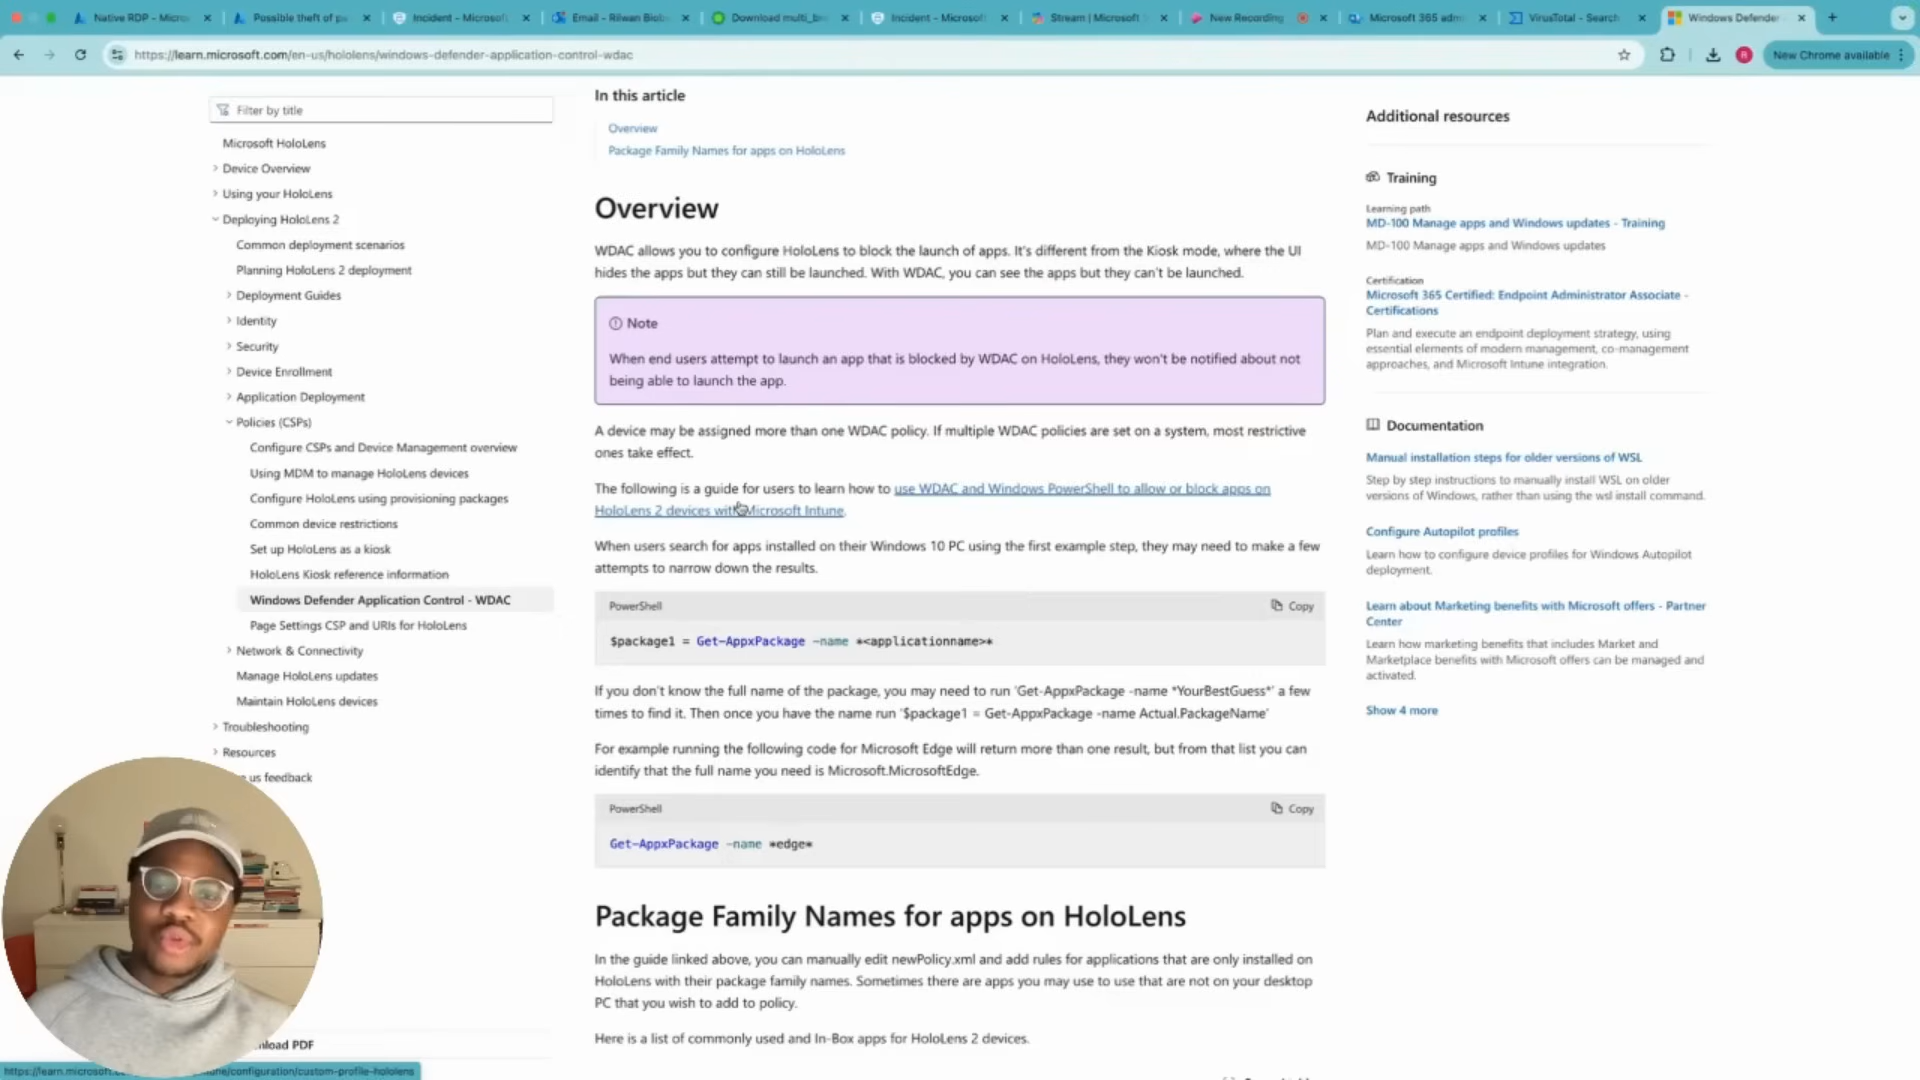 Native RDP - Micro
Possible theft of pa
Incident - Microsof
Email - Rilwan Biob
Download multi_br
Incident - Microsof
Stream | Microsoft
New Recording
Microsoft 365 adm
VirusTotal - Search
Windows Defender
https://learn.microsoft.com/en-us/hololens/windows-defender-application-control-wdac
R
New Chrome available
Filter by title
Microsoft HoloLens
Device Overview
Using your HoloLens
Deploying HoloLens 2
Common deployment scenarios
Planning HoloLens 2 deployment
Deployment Guides
Identity
Security
Device Enrollment
Application Deployment
Policies (CSPs)
Configure CSPs and Device Management overview
Using MDM to manage HoloLens devices
Configure HoloLens using provisioning packages
Common device restrictions
Set up HoloLens as a kiosk
HoloLens Kiosk reference information
Windows Defender Application Control - WDAC
Page Settings CSP and URIs for HoloLens
Network & Connectivity
Manage HoloLens updates
Maintain HoloLens devices
Troubleshooting
Resources
us feedback
nload PDF
https://learn.microsoft.c
une/configuration/custom-profile-hololens
In this article
Overview
Package Family Names for apps on HoloLens
Overview
WDAC allows you to configure HoloLens to block the launch of apps. It's different from the Kiosk mode, where the UI
hides the apps but they can still be launched. With WDAC, you can see the apps but they can't be launched.
Note
When end users attempt to launch an app that is blocked by WDAC on HoloLens, they won't be notified about not
being able to launch the app.
A device may be assigned more than one WDAC policy. If multiple WDAC policies are set on a system, most restrictive
ones take effect.
The following is a guide for users to learn how to use WDAC and Windows PowerShell to allow or block apps on
HoloLens 2 devices with Microsoft Intune.
When users search for apps installed on their Windows 10 PC using the first example step, they may need to make a few
attempts to narrow down the results.
PowerShell
Copy
$package1 = Get-AppxPackage -name *<applicationname>*
If you don't know the full name of the package, you may need to run 'Get-AppxPackage -name *YourBestGuess*' a few
times to find it. Then once you have the name run '$package1 = Get-AppxPackage -name Actual.PackageName'
For example running the following code for Microsoft Edge will return more than one result, but from that list you can
identify that the full name you need is Microsoft.MicrosoftEdge.
PowerShell
Copy
Get-AppxPackage -name *edge*
Package Family Names for apps on HoloLens
In the guide linked above, you can manually edit newPolicy.xml and add rules for applications that are only installed on
HoloLens with their package family names. Sometimes there are apps you may use to use that are not on your desktop
PC that you wish to add to policy.
Here is a list of commonly used and In-Box apps for HoloLens 2 devices.
Additional resources
Training
Learning path
MD-100 Manage apps and Windows updates - Training
MD-100 Manage apps and Windows updates
Certification
Microsoft 365 Certified: Endpoint Administrator Associate -
Certifications
Plan and execute an endpoint deployment strategy, using
essential elements of modern management, co-management
approaches, and Microsoft Intune integration.
Documentation
Manual installation steps for older versions of WSL
Step by step instructions to manually install WSL on older
versions of Windows, rather than using the wsl install command.
Configure Autopilot profiles
Learn how to configure device profiles for Windows Autopilot
deployment.
Learn about Marketing benefits with Microsoft offers - Partner
Center
Learn how marketing benefits that includes Market and
Marketplace benefits with Microsoft offers can be managed and
activated.
Show 4 more